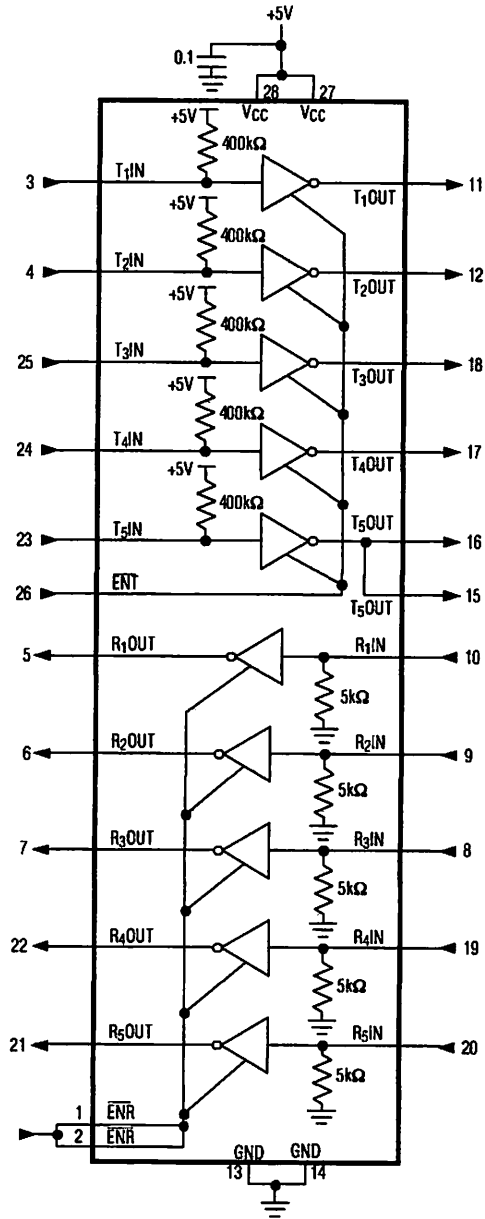 +5V
0.1
28 27
VCC VCC
+5V
400kΩ
3 T1IN T1OUT 11
+5V
400kΩ
4 T2IN T2OUT 12
+5V
400kΩ
25 T3IN T3OUT 18
+5V
400kΩ
24 T4IN T4OUT 17
+5V
400kΩ
23 T5IN T5OUT 16
26 ENT T5OUT 15
5 R1OUT R1IN 10
5kΩ
6 R2OUT R2IN 9
5kΩ
7 R3OUT R3IN 8
5kΩ
22 R4OUT R4IN 19
5kΩ
21 R5OUT R5IN 20
5kΩ
1 ENR
2 ENR
GND GND
13 14